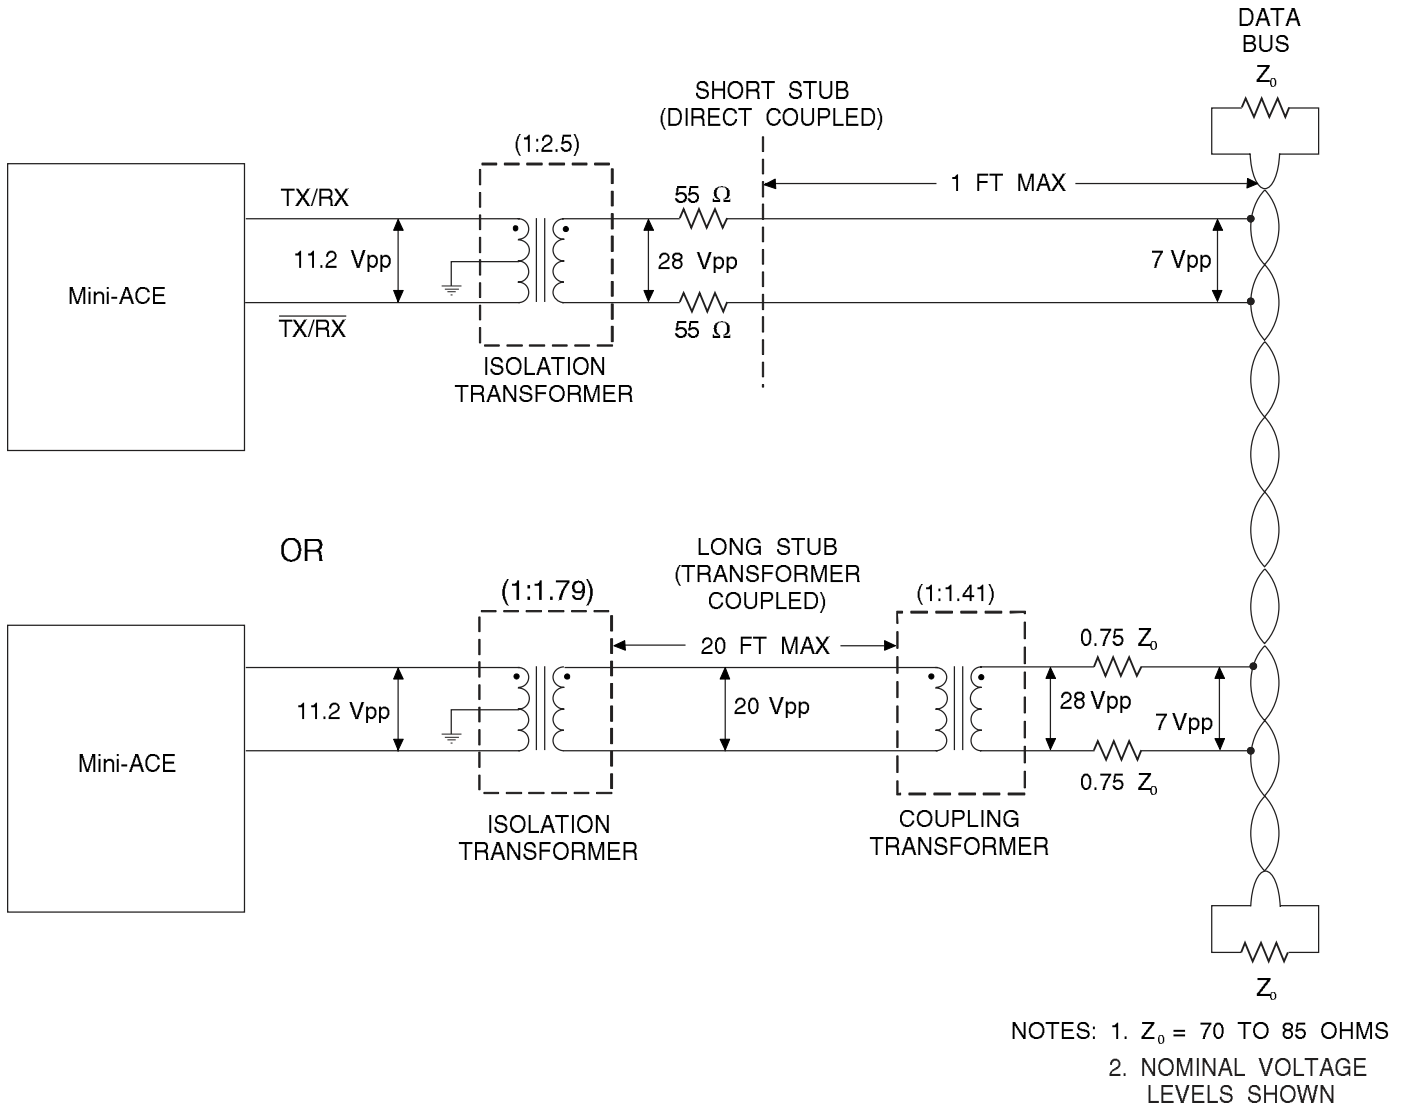 DATA
BUS
Z0
SHORT STUB
(DIRECT COUPLED)
(1:2.5)
1 FT MAX
TX/RX
55 Ω
11.2 Vpp
28 Vpp
7 Vpp
Mini-ACE
TX/RX
55 Ω
ISOLATION
TRANSFORMER
OR
LONG STUB
(TRANSFORMER
COUPLED)
(1:1.79)
(1:1.41)
20 FT MAX
0.75 Z0
11.2 Vpp
20 Vpp
28 Vpp
7 Vpp
Mini-ACE
0.75 Z0
ISOLATION
TRANSFORMER
COUPLING
TRANSFORMER
Z0
NOTES: 1. Z0 = 70 TO 85 OHMS
2. NOMINAL VOLTAGE
LEVELS SHOWN